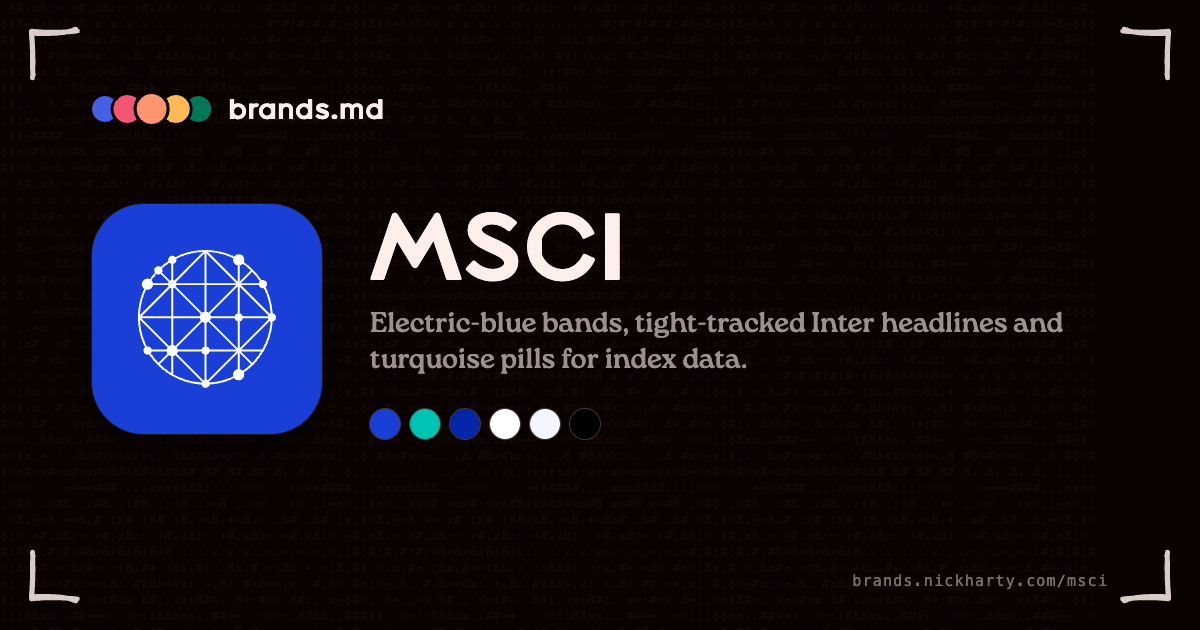 brands.md
MSCI
Electric-blue bands, tight-tracked Inter headlines and
turquoise pills for index data.
brands.nickharty.com/msci